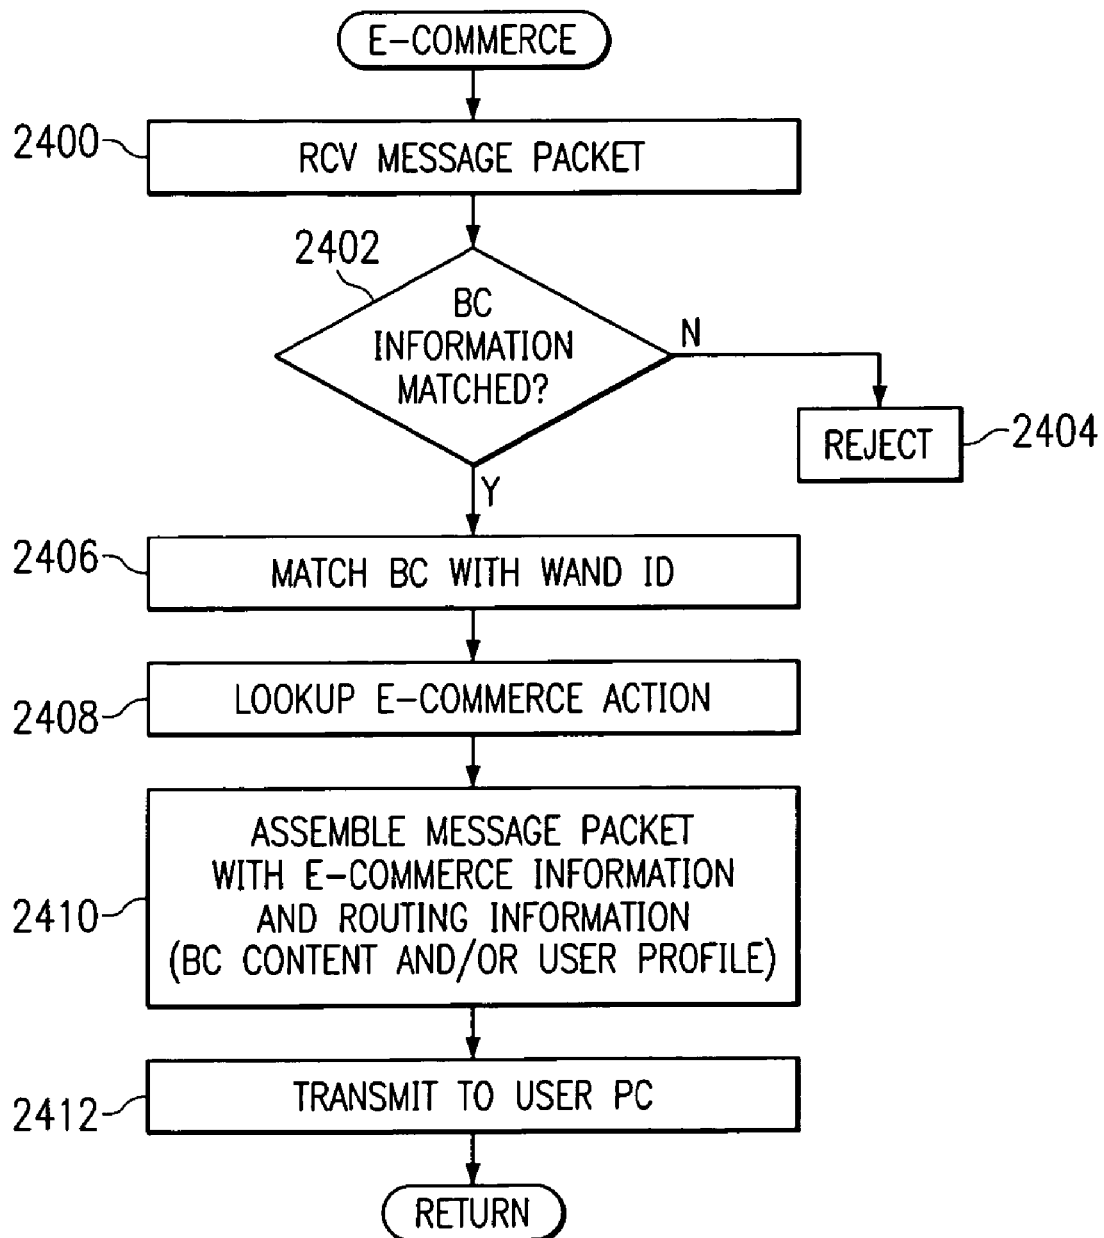 E-COMMERCE
2400
RCV MESSAGE PACKET
2402
BC
INFORMATION
MATCHED?
N
REJECT
2404
Y
2406
MATCH BC WITH WAND ID
2408
LOOKUP E-COMMERCE ACTION
2410
ASSEMBLE MESSAGE PACKET
WITH E-COMMERCE INFORMATION
AND ROUTING INFORMATION
(BC CONTENT AND/OR USER PROFILE)
2412
TRANSMIT TO USER PC
RETURN